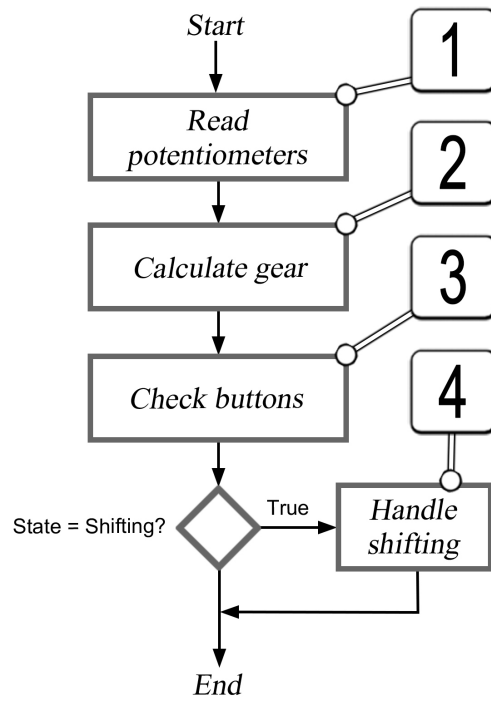 Start
1
Read
potentiometers
2
Calculate gear
3
Check buttons
4
State = Shifting?
True
Handle
shifting
End